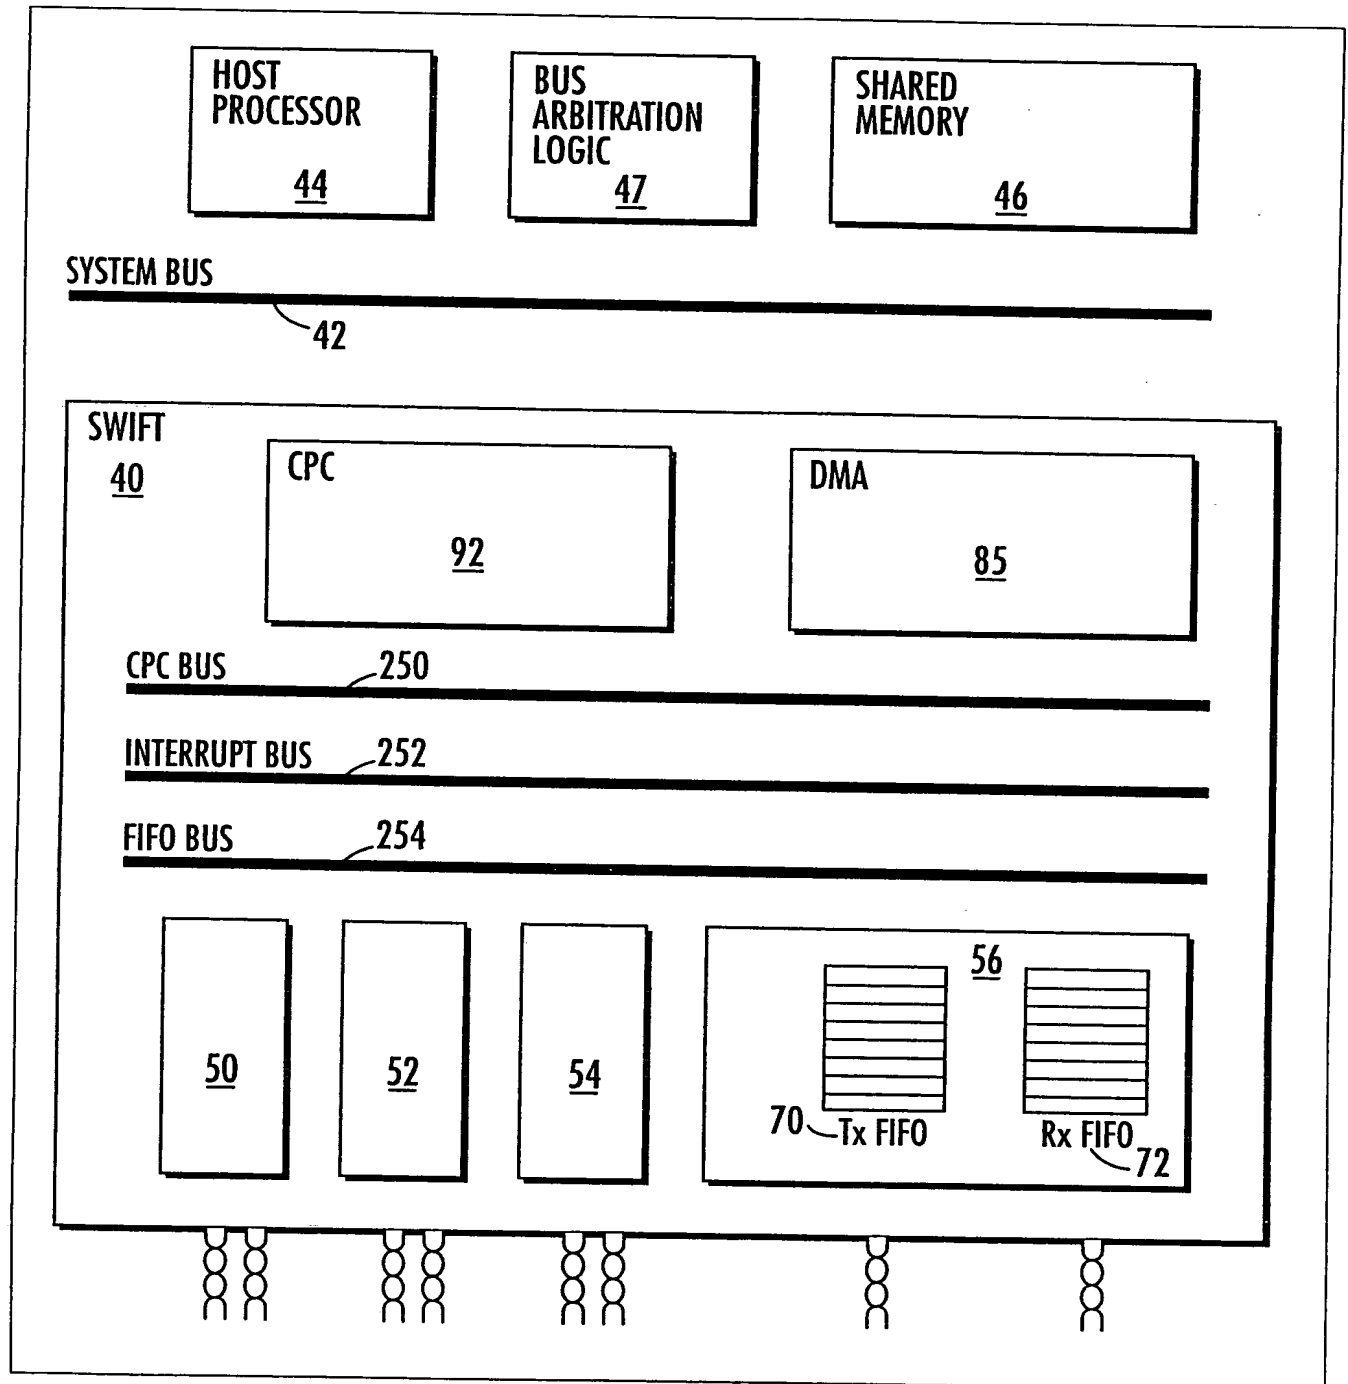 HOST
PROCESSOR
44
BUS
ARBITRATION
LOGIC
47
SHARED
MEMORY
46
SYSTEM BUS
42
SWIFT
40
CPC
92
DMA
85
CPC BUS
250
INTERRUPT BUS
252
FIFO BUS
254
50
52
54
56
70
Tx FIFO
Rx FIFO
72